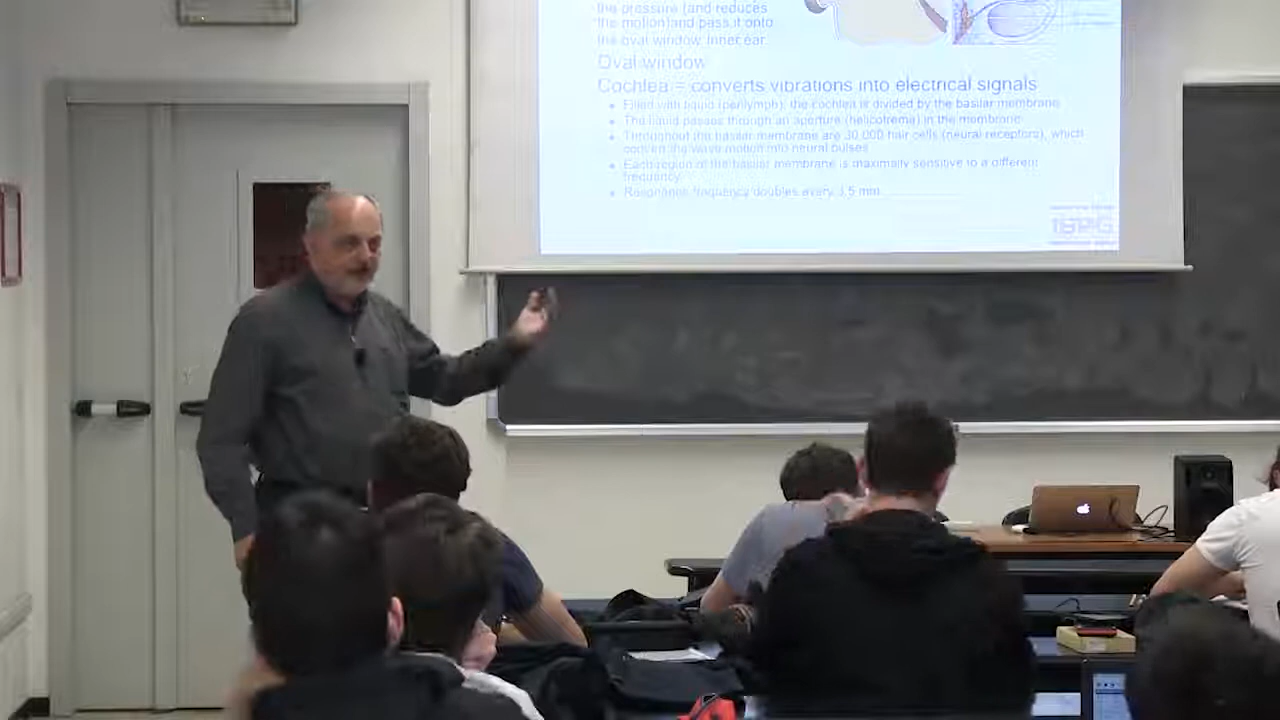 the pressure (and reduces
the motion)and pass it onto
the oval window inner ear.
Oval window
Cochlea = converts vibrations into electrical signals
Filled with liquid (perilymph), the cochlea is divided by the basilar membrane
The liquid passes through an aperture (helicotrema) in the membrane
Throughout the basilar membrane are 30,000 hair cells (neural receptors), which
convert the wave motion into neural pulses
Each region of the basilar membrane is maximally sensitive to a different
frequency.
Resonance frequency doubles every 3.5 mm